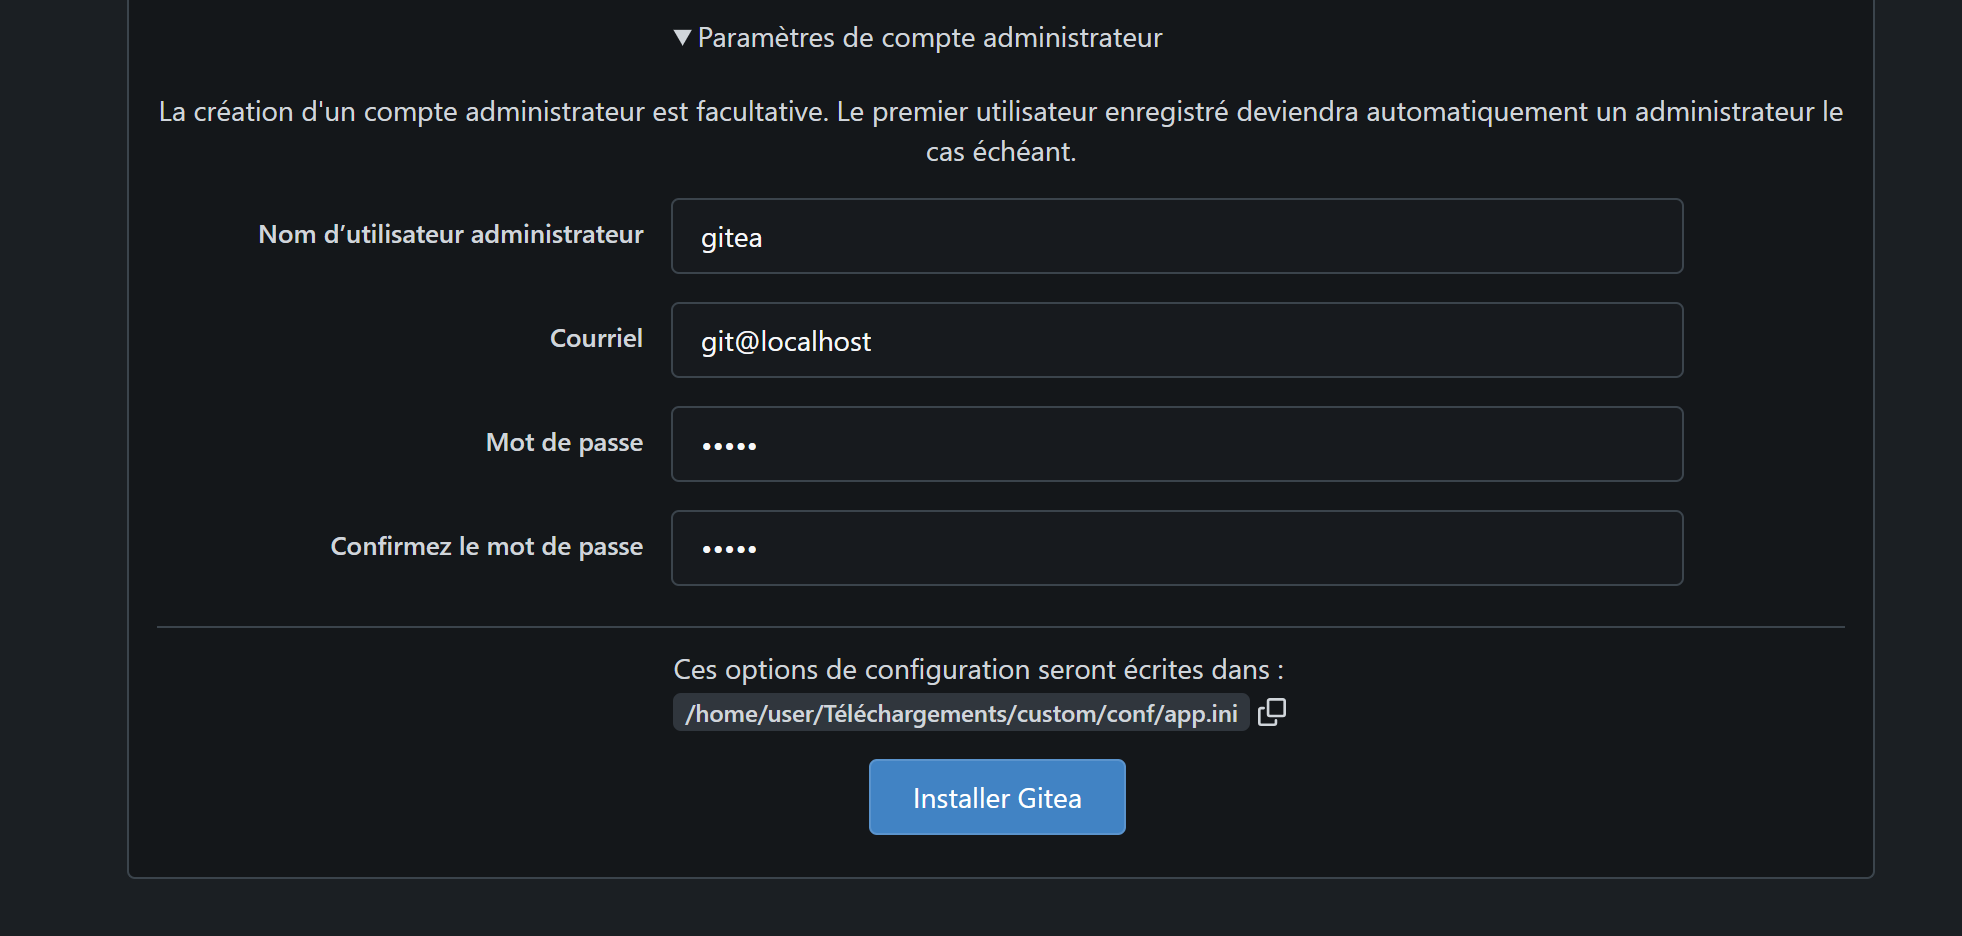 Paramètres de compte administrateur
La création d'un compte administrateur est facultative. Le premier utilisateur enregistré deviendra automatiquement un administrateur le
cas échéant.
Nom d’utilisateur administrateur
gitea
Courriel
git@localhost
Mot de passe
•••••
Confirmez le mot de passe
•••••
Ces options de configuration seront écrites dans :
/home/user/Téléchargements/custom/conf/app.ini
Installer Gitea